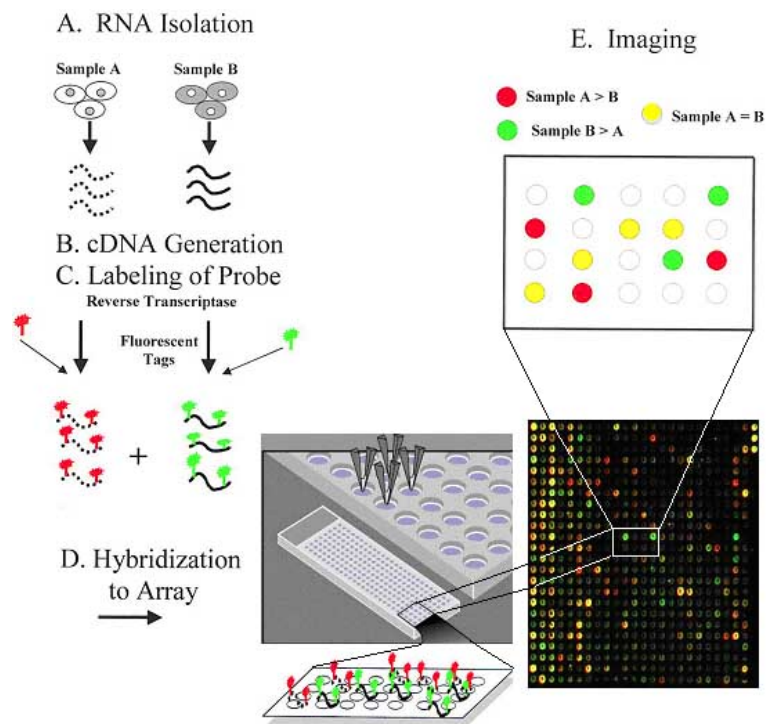 A. RNA Isolation
Sample A
Sample B
B. cDNA Generation
C. Labeling of Probe
Reverse Transcriptase
Fluorescent
Tags
+
D. Hybridization
to Array
E. Imaging
Sample A > B
Sample B > A
Sample A = B